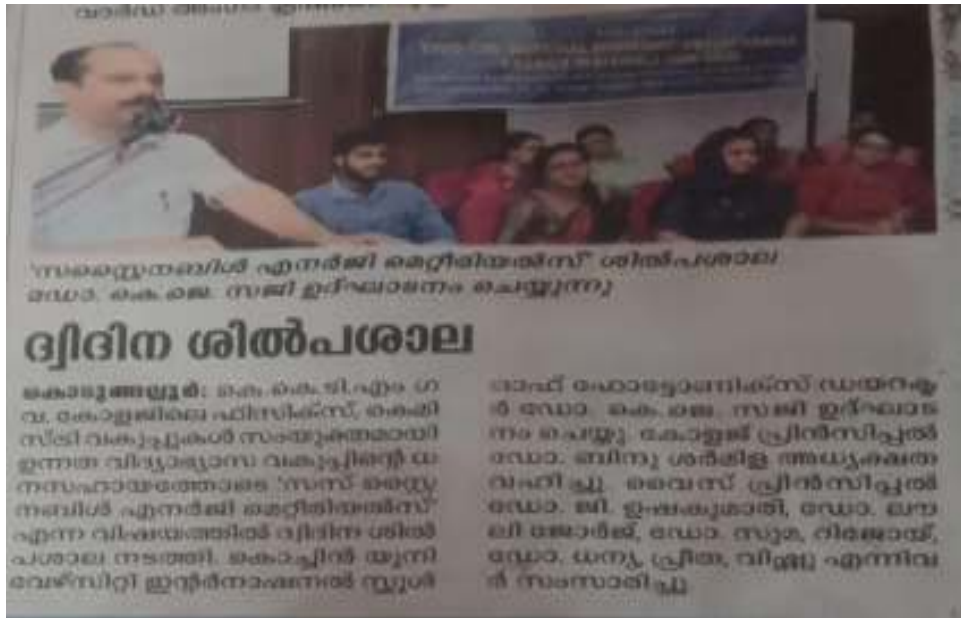 'സസ്റ്റൈനബിൾ എനർജി മെറ്റീരിയൽസ്' ശിൽപശാല
ഡോ. കെ.ജെ. സജി ഉദ്ഘാടനം ചെയ്യുന്നു
ദ്വിദിന ശിൽപശാല
കൊടുങ്ങല്ലൂർ: കെ.കെ.ടി.എം ഗ
വ. കോളജിലെ ഫിസിക്സ്, കെമി
സ്ട്രി വകുപ്പുകൾ സംയുക്തമായി
ഉന്നത വിദ്യാഭ്യാസ വകുപ്പിന്റെ ധ
നസഹായത്തോടെ 'സസ് സ്റ്റൈ
നബിൾ എനർജി മെറ്റീരിയൽസ്'
എന്ന വിഷയത്തിൽ ദ്വിദിന ശിൽ
പശാല നടത്തി. കൊച്ചിൻ യൂനി
വേഴ്സിറ്റി ഇന്റർനാഷനൽ സ്കൂൾ
ഓഫ് ഫോട്ടോണിക്സ് ഡയറക്ട
ർ ഡോ. കെ.ജെ. സജി ഉദ്ഘാട
നം ചെയ്തു. കോളജ് പ്രിൻസിപ്പൽ
ഡോ. ബിനു ശർമിള അധ്യക്ഷത
വഹിച്ചു. വൈസ് പ്രിൻസിപ്പൽ
ഡോ. ജി. ഉഷകുമാരി, ഡോ. ലൗ
ലി ജോർജ്, ഡോ. സുമ, റിജോയ്,
ഡോ. ധന്യ, പ്രീത, വിഷ്ണു എന്നിവ
ർ സംസാരിച്ചു.